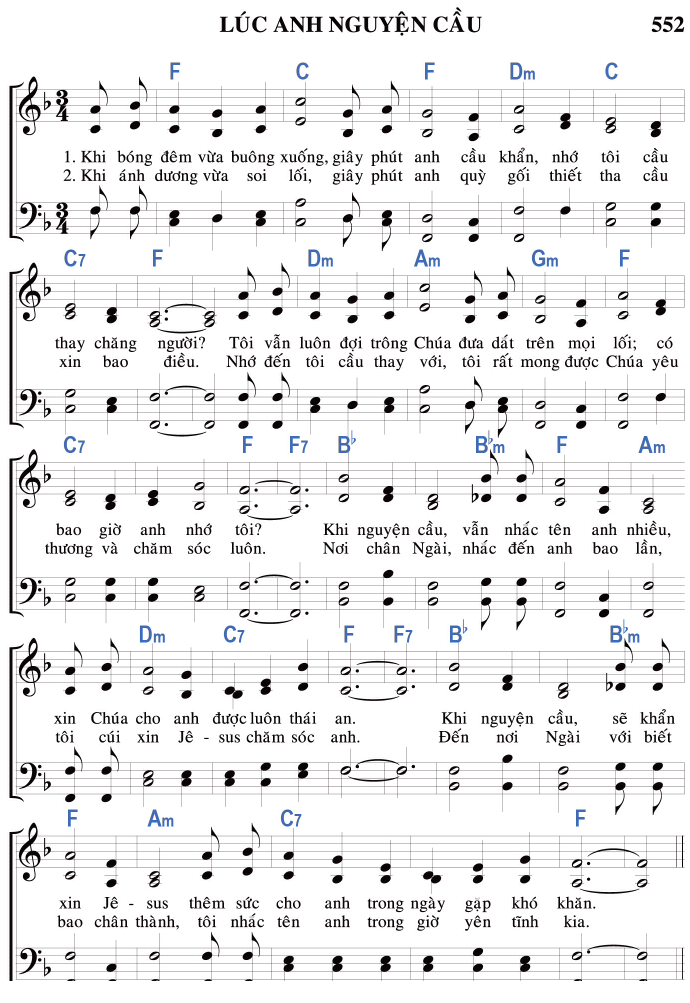 LÚC ANH NGUYỆN CẦU 552
F C F Dm C
3 4
1. Khi bóng đêm vừa buông xuống, giây phút anh cầu khẩn, nhớ tôi cầu
2. Khi ánh dương vừa soi lối, giây phút anh quỳ gối thiết tha cầu
3 4
C7 F Dm Am Gm F
thay chăng người? Tôi vẫn luôn đợi trông Chúa đưa dắt trên mọi lối; có
xin bao điều. Nhớ đến tôi cầu thay với, tôi rất mong được Chúa yêu
C7 F F7 B♭ B♭m F Am
bao giờ anh nhớ tôi? Khi nguyện cầu, vẫn nhấc tên anh nhiều,
thương và chăm sóc luôn. Nơi chân Ngài, nhấc đến anh bao lần,
Dm C7 F F7 B♭ B♭m
xin Chúa cho anh được luôn thái an. Khi nguyện cầu, sẽ khẩn
tôi cúi xin Jê - sus chăm sóc anh. Đến nơi Ngài với biết
F Am C7 F
xin Jê - sus thêm sức cho anh trong ngày gặp khó khăn.
bao chân thành, tôi nhấc tên anh trong giờ yên tĩnh kia.